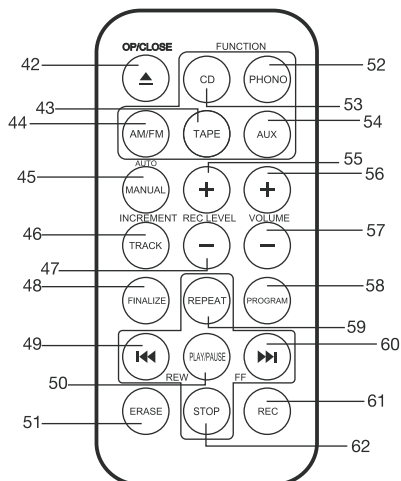 OP/CLOSE FUNCTION
42 52
CD PHONO
43 53
44 AM/FM TAPE AUX 54
AUTO 55
45 MANUAL + + 56
INCREMENT REC LEVEL VOLUME
46 TRACK − − 57
47
48 FINALIZE REPEAT PROGRAM 58
59
49 60
PLAY/PAUSE
50 REW FF
51 ERASE STOP REC 61
62